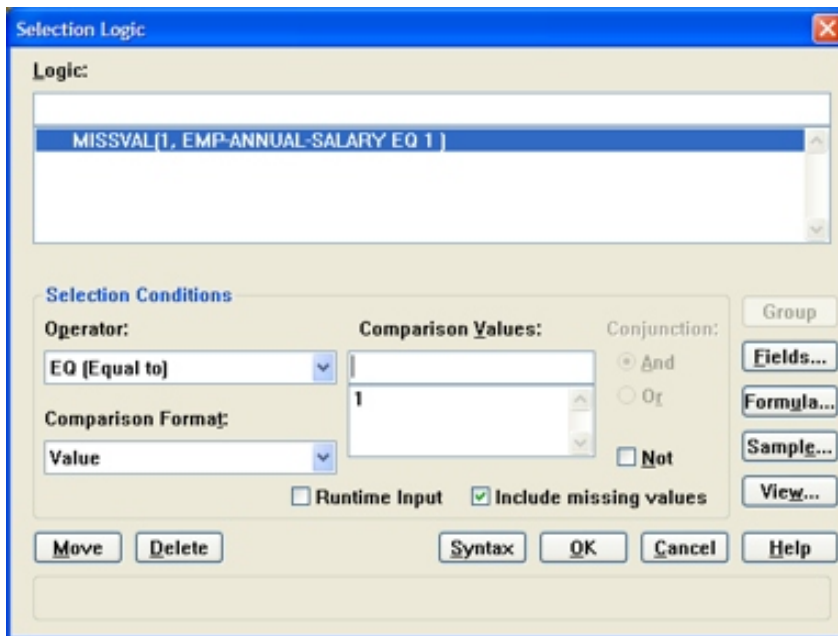 Selection Logic
Logic:
MISSVAL(1, EMP-ANNUAL-SALARY EQ 1 )
Selection Conditions
Operator:
Comparison Values:
Conjunction:
Group
EQ (Equal to)
And
Fields...
1
Or
Comparison Format:
Formula...
Value
Not
Sample...
Runtime Input
Include missing values
View...
Move
Delete
Syntax
OK
Cancel
Help